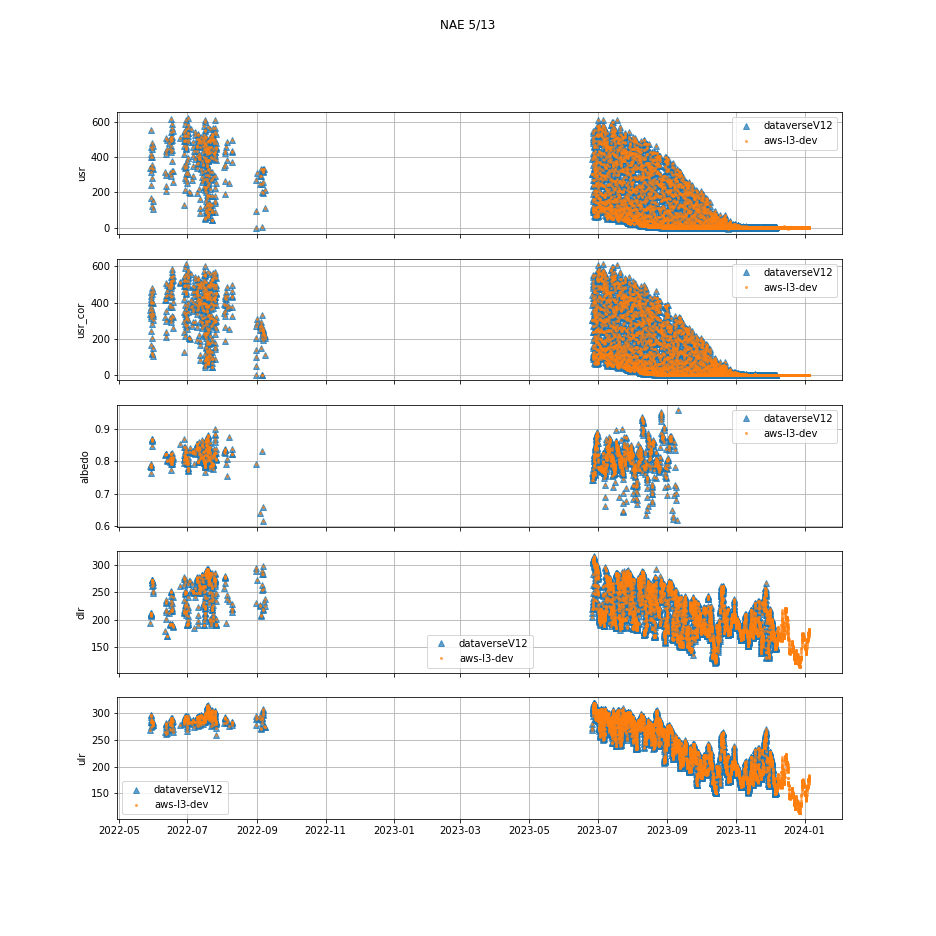 NAE 5/13
600
400
200
0
usr
dataverseV12
aws-l3-dev
600
400
200
0
usr_cor
dataverseV12
aws-l3-dev
0.9
0.8
0.7
0.6
albedo
dataverseV12
aws-l3-dev
300
250
200
150
dlr
dataverseV12
aws-l3-dev
300
250
200
150
ulr
dataverseV12
aws-l3-dev
2022-05 2022-07 2022-09 2022-11 2023-01 2023-03 2023-05 2023-07 2023-09 2023-11 2024-01